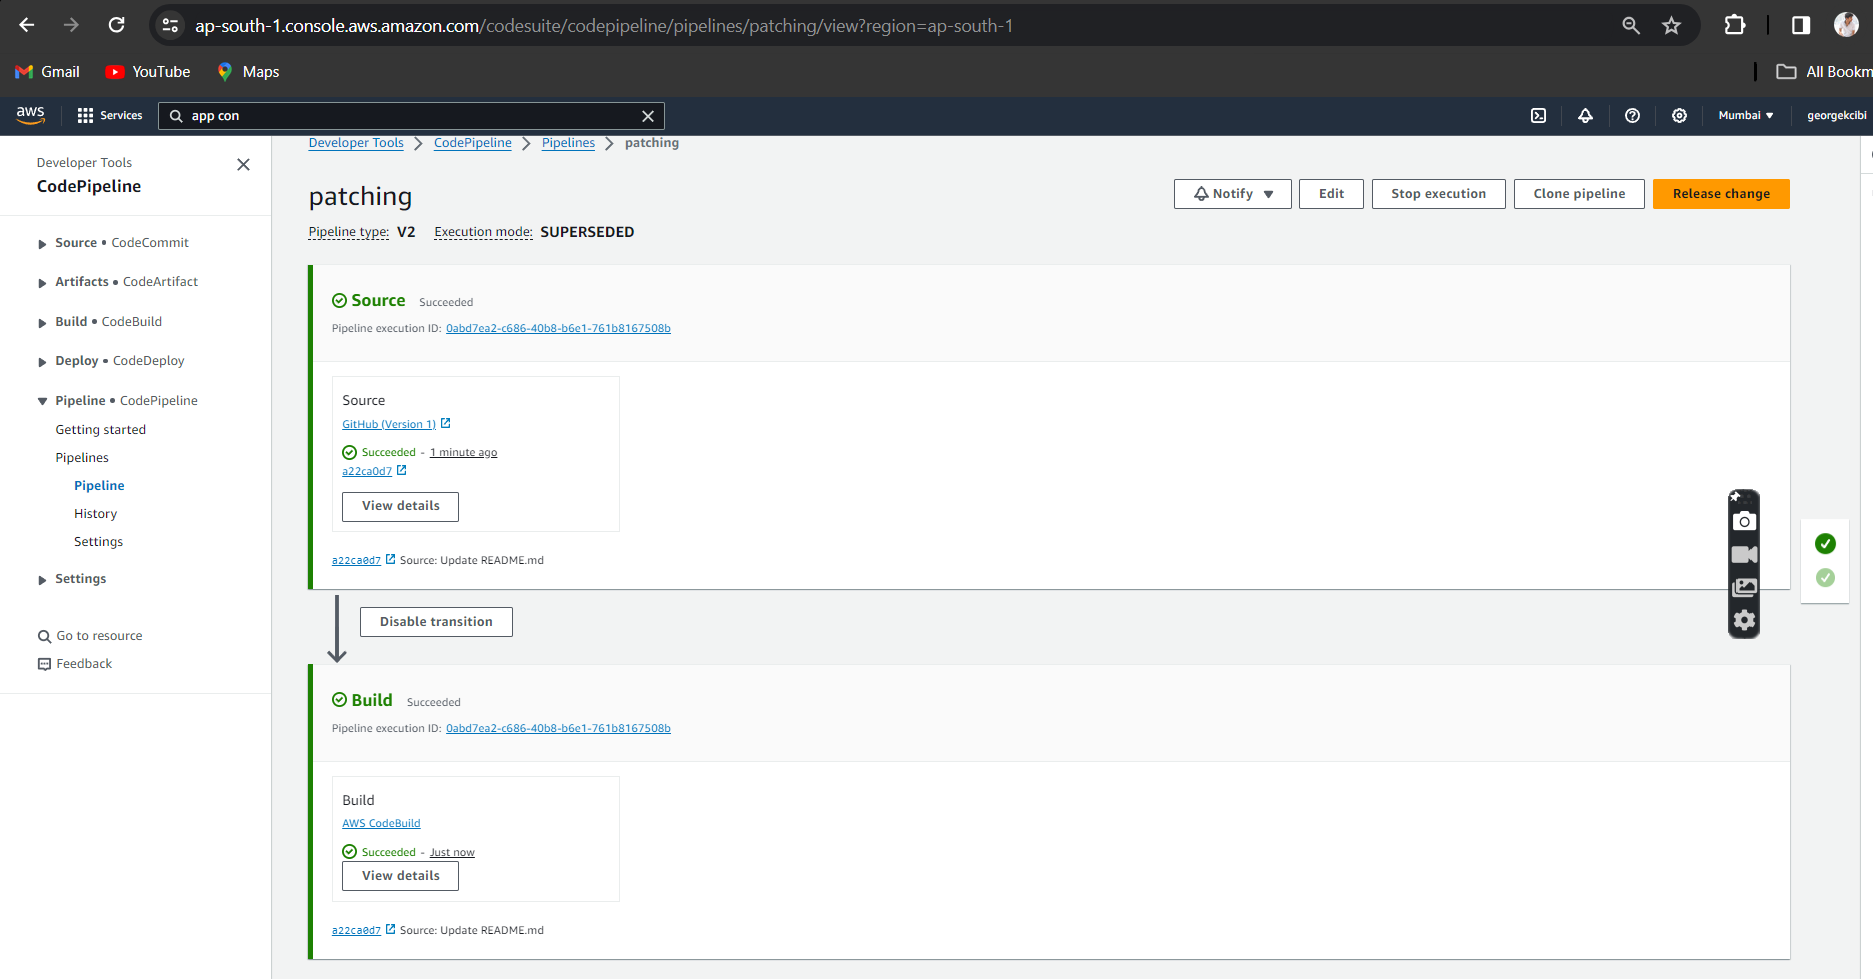 ap-south-1.console.aws.amazon.com/codesuite/codepipeline/pipelines/patching/view?region=ap-south-1
Gmail YouTube Maps All Bookm
aws Services app con Mumbai georgekcibi
Developer Tools
CodePipeline
Source • CodeCommit
Artifacts • CodeArtifact
Build • CodeBuild
Deploy • CodeDeploy
Pipeline • CodePipeline
Getting started
Pipelines
Pipeline
History
Settings
Settings
Go to resource
Feedback
Developer Tools CodePipeline Pipelines patching
patching
Notify Edit Stop execution Clone pipeline Release change
Pipeline type: V2 Execution mode: SUPERSEDED
Source Succeeded
Pipeline execution ID: 0abd7ea2-c686-40b8-b6e1-761b8167508b
Source
GitHub (Version 1)
Succeeded - 1 minute ago
a22ca0d7
View details
a22ca0d7 Source: Update README.md
Disable transition
Build Succeeded
Pipeline execution ID: 0abd7ea2-c686-40b8-b6e1-761b8167508b
Build
AWS CodeBuild
Succeeded - Just now
View details
a22ca0d7 Source: Update README.md